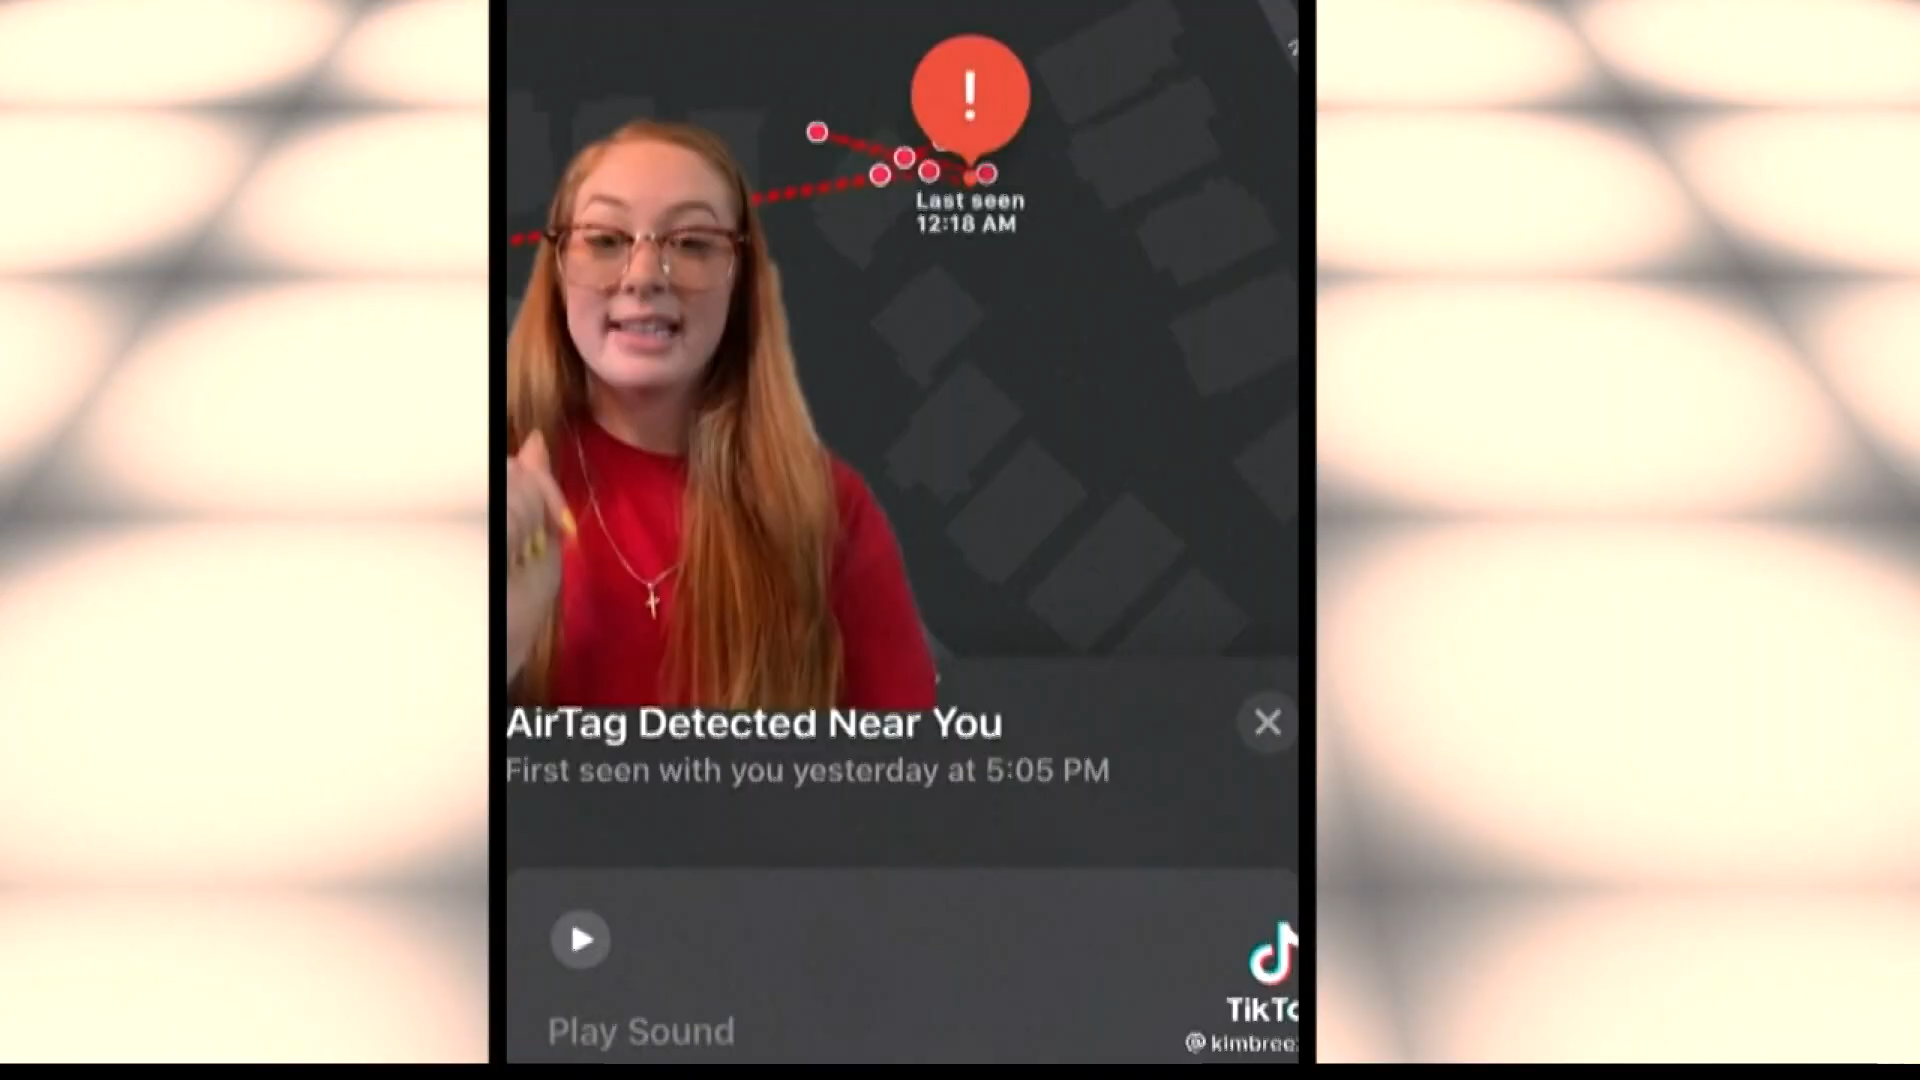 !
Last seen
12:18 AM
AirTag Detected Near You
First seen with you yesterday at 5:05 PM
Play Sound
TikTo
@kimbree